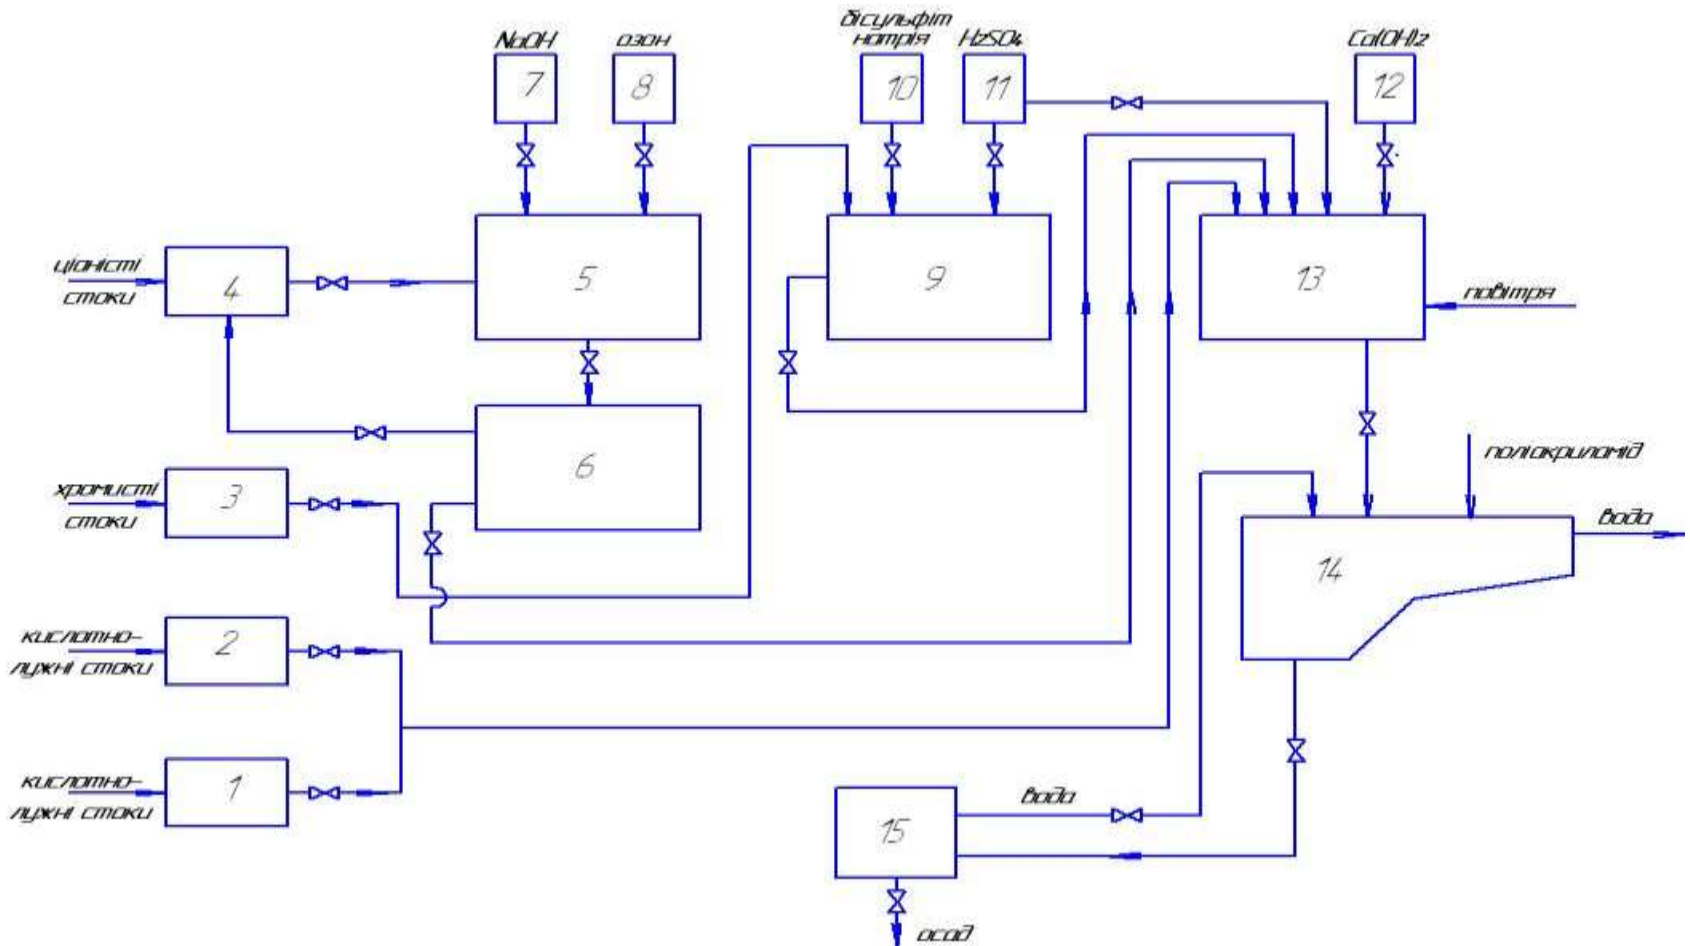 бісульфіт
NaOH озон натрія H2SO4 Ca(OH)2
7 8 10 11 12
ціаністі
стоки
4 5 9 13
повітря
6
хромисті
стоки
3
поліакриламід
вода
14
кислотно-
лужні стоки
2
кислотно-
лужні стоки
1
вода
15
осад